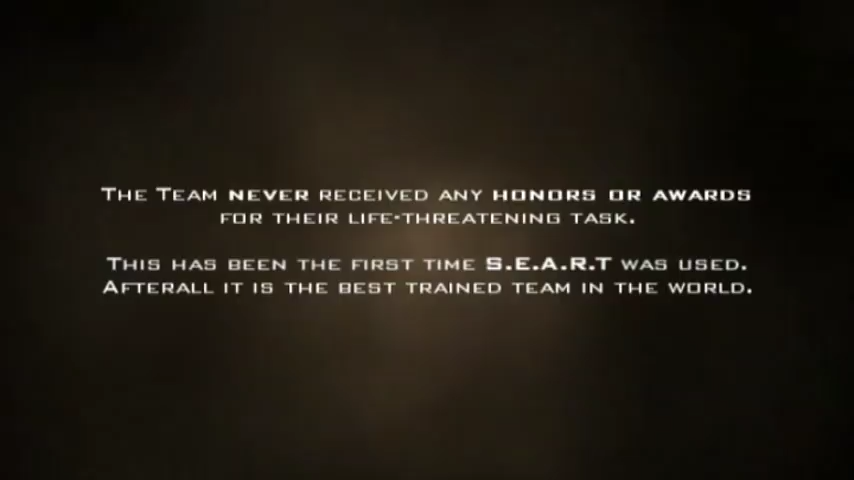 The Team NEVER received any HONORS OR AWARDS
for their life-threatening task.
This has been the first time S.E.A.R.T was used.
Afterall it is the best trained team in the world.